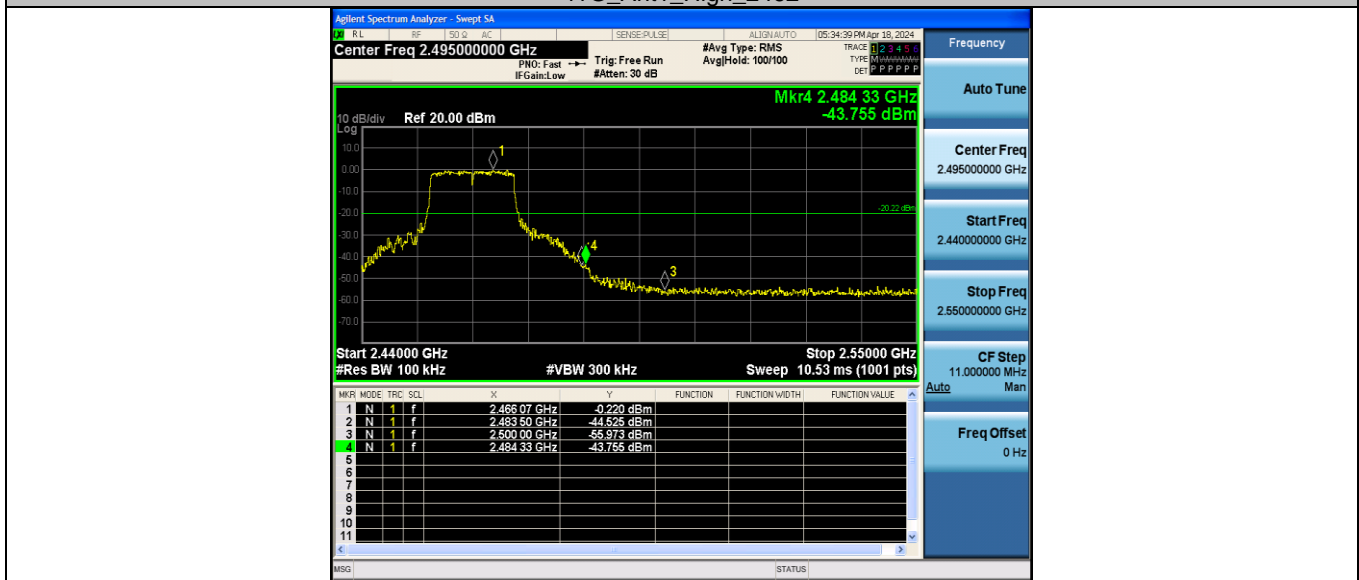 Agilent Spectrum Analyzer - Swept SA
RL RF 50 Ω AC SENSE:PULSE ALIGNAUTO 05:34:39 PM Apr 18, 2024
Center Freq 2.495000000 GHz
PNO: Fast
IFGain:Low
Trig: Free Run
#Atten: 30 dB
#Avg Type: RMS
Avg|Hold: 100/100
TRACE 1 2 3 4 5 6
TYPE M
DET P P P P P P
Mkr4 2.484 33 GHz
-43.755 dBm
10 dB/div Ref 20.00 dBm
Log
10.0
0.00
-10.0
-20.0
-30.0
-40.0
-50.0
-60.0
-70.0
1
4
3
-20.22 dBm
Start 2.44000 GHz Stop 2.55000 GHz
#Res BW 100 kHz #VBW 300 kHz Sweep 10.53 ms (1001 pts)
MKR MODE TRC SCL X Y FUNCTION FUNCTION WIDTH FUNCTION VALUE
1 N 1 f 2.466 07 GHz -0.220 dBm
2 N 1 f 2.483 50 GHz -44.525 dBm
3 N 1 f 2.500 00 GHz -55.973 dBm
4 N 1 f 2.484 33 GHz -43.755 dBm
5
6
7
8
9
10
11
MSG STATUS
Frequency
Auto Tune
Center Freq
2.495000000 GHz
Start Freq
2.440000000 GHz
Stop Freq
2.550000000 GHz
CF Step
11.000000 MHz
Auto Man
Freq Offset
0 Hz